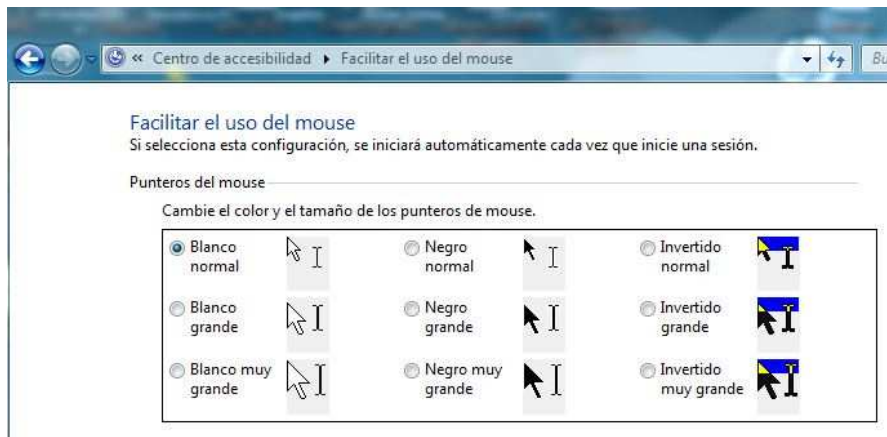 « Centro de accesibilidad ▸ Facilitar el uso del mouse
Facilitar el uso del mouse
Si selecciona esta configuración, se iniciará automáticamente cada vez que inicie una sesión.
Punteros del mouse
Cambie el color y el tamaño de los punteros de mouse.
Blanco normal
Negro normal
Invertido normal
Blanco grande
Negro grande
Invertido grande
Blanco muy grande
Negro muy grande
Invertido muy grande